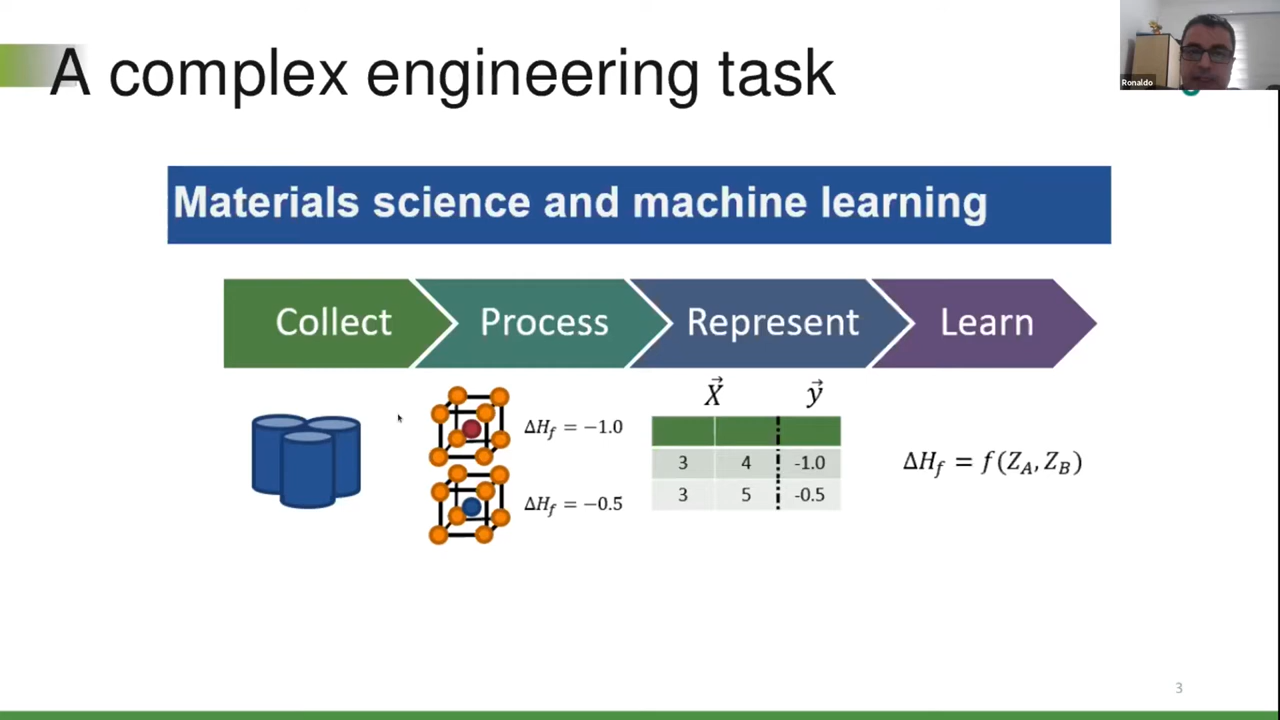 A complex engineering task
Ronaldo
Materials science and machine learning
Collect
Process
Represent
Learn
X⃗
y⃗
ΔH_f = −1.0
3 4 -1.0
ΔH_f = f(Z_A, Z_B)
3 5 -0.5
ΔH_f = −0.5
3